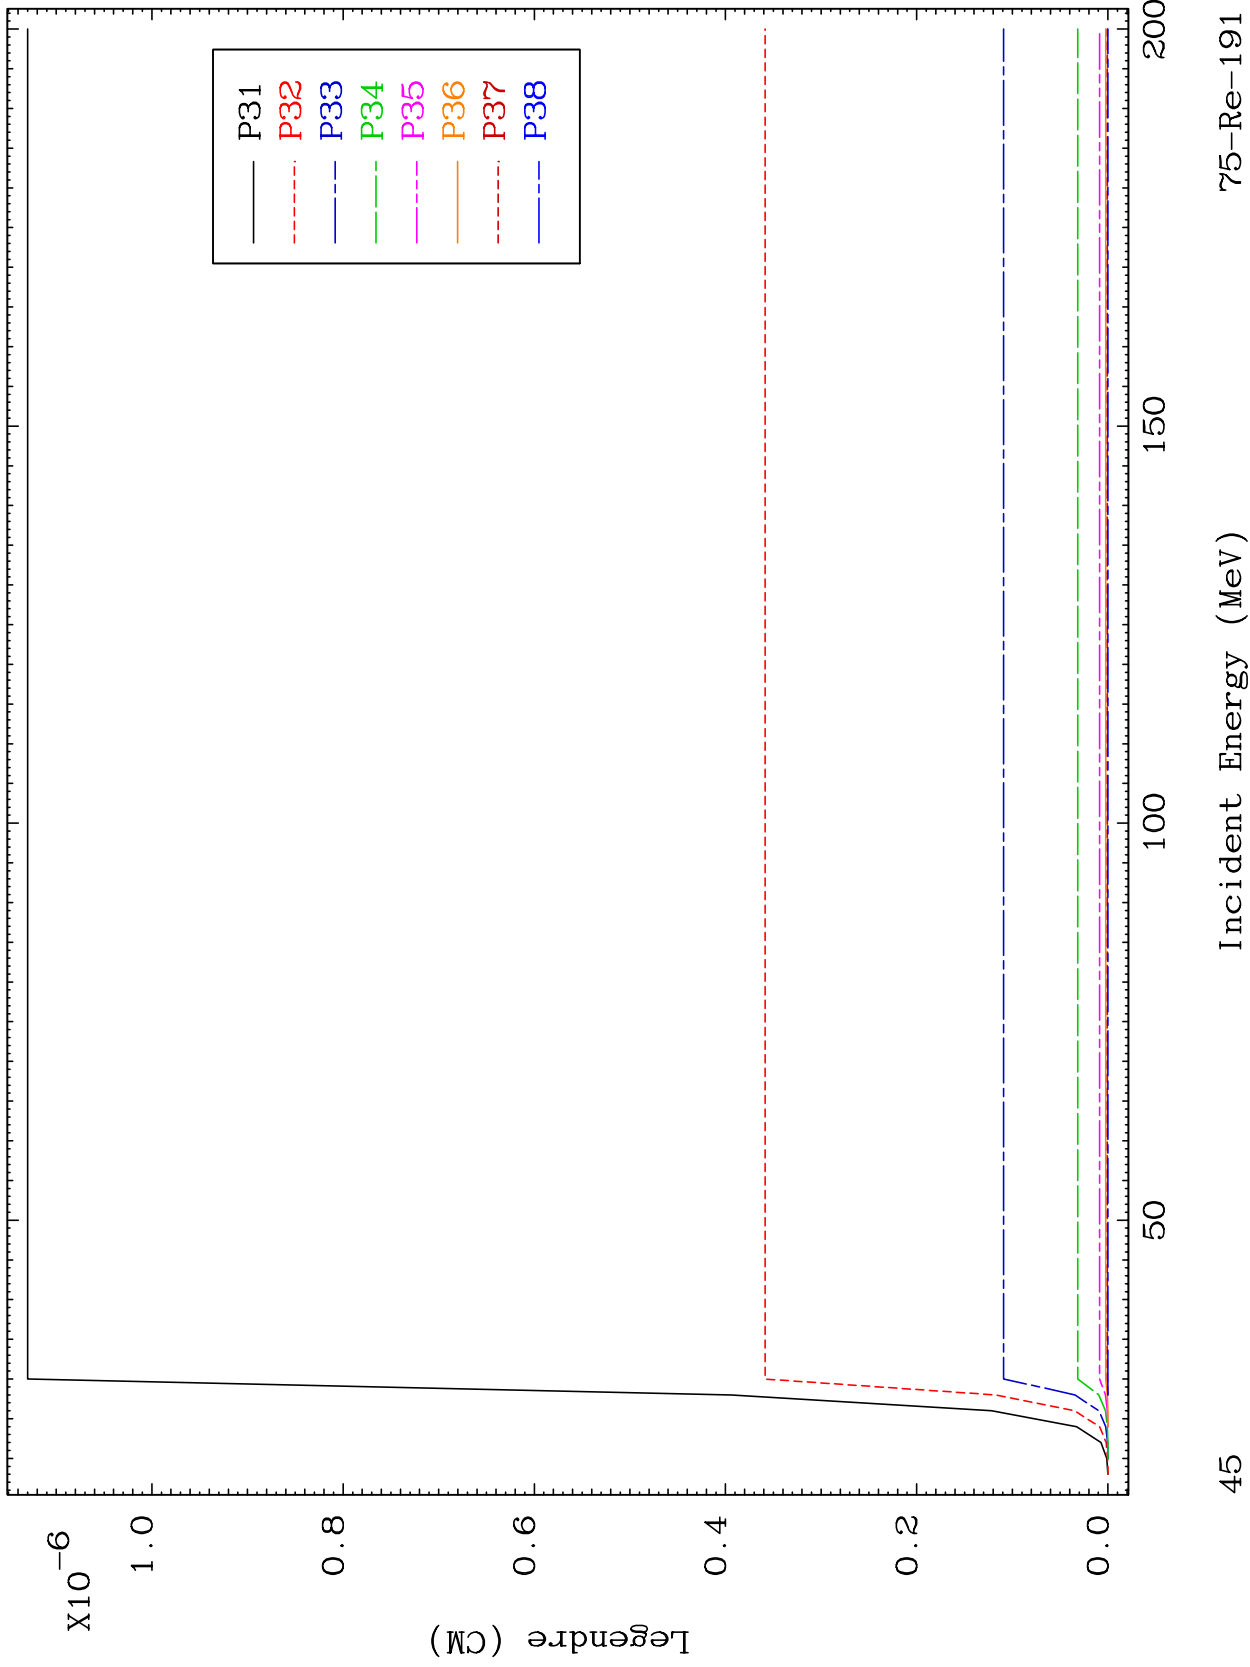 X10-6
1.0
0.8
0.6
0.4
0.2
0.0
Legendre (CM)
P31
P32
P33
P34
P35
P36
P37
P38
50
100
150
200
Incident Energy (MeV)
45
75-Re-191